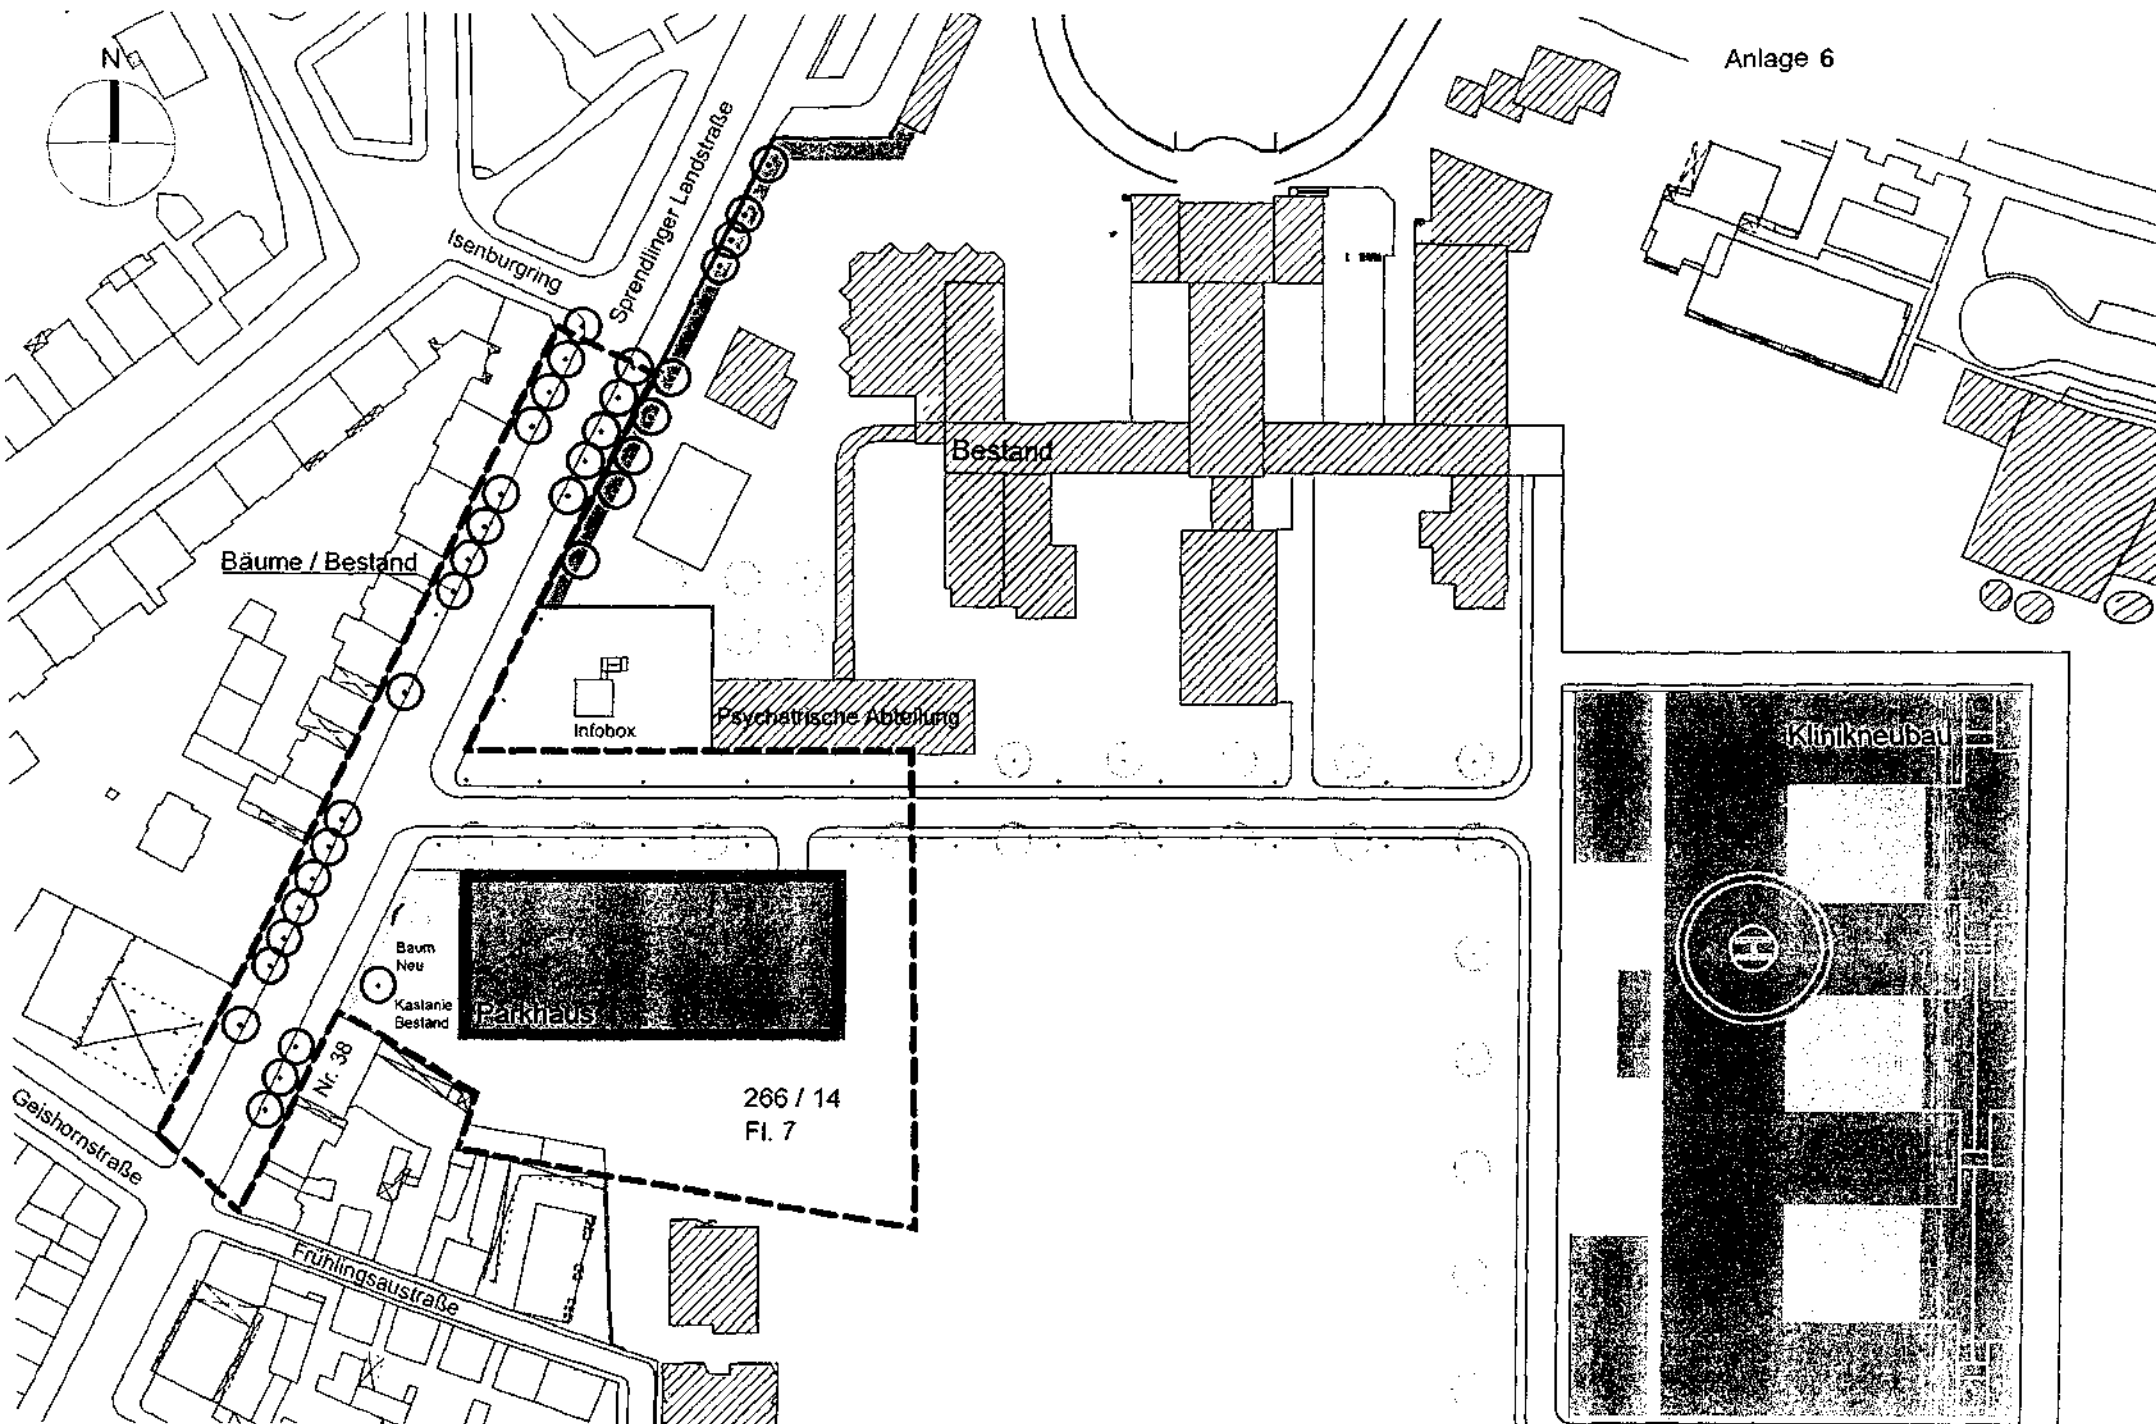 N
Anlage 6
Sprendlinger Landstraße
Isenburgring
Bestand
Bäume / Bestand
Infobox
Psychatrische Abteilung
Klinikneubau
H
Baum
Neu
Kastanie
Bestand
Parkhaus
Nr. 38
266 / 14
Fl. 7
Geishornstraße
Frühlingsaustraße